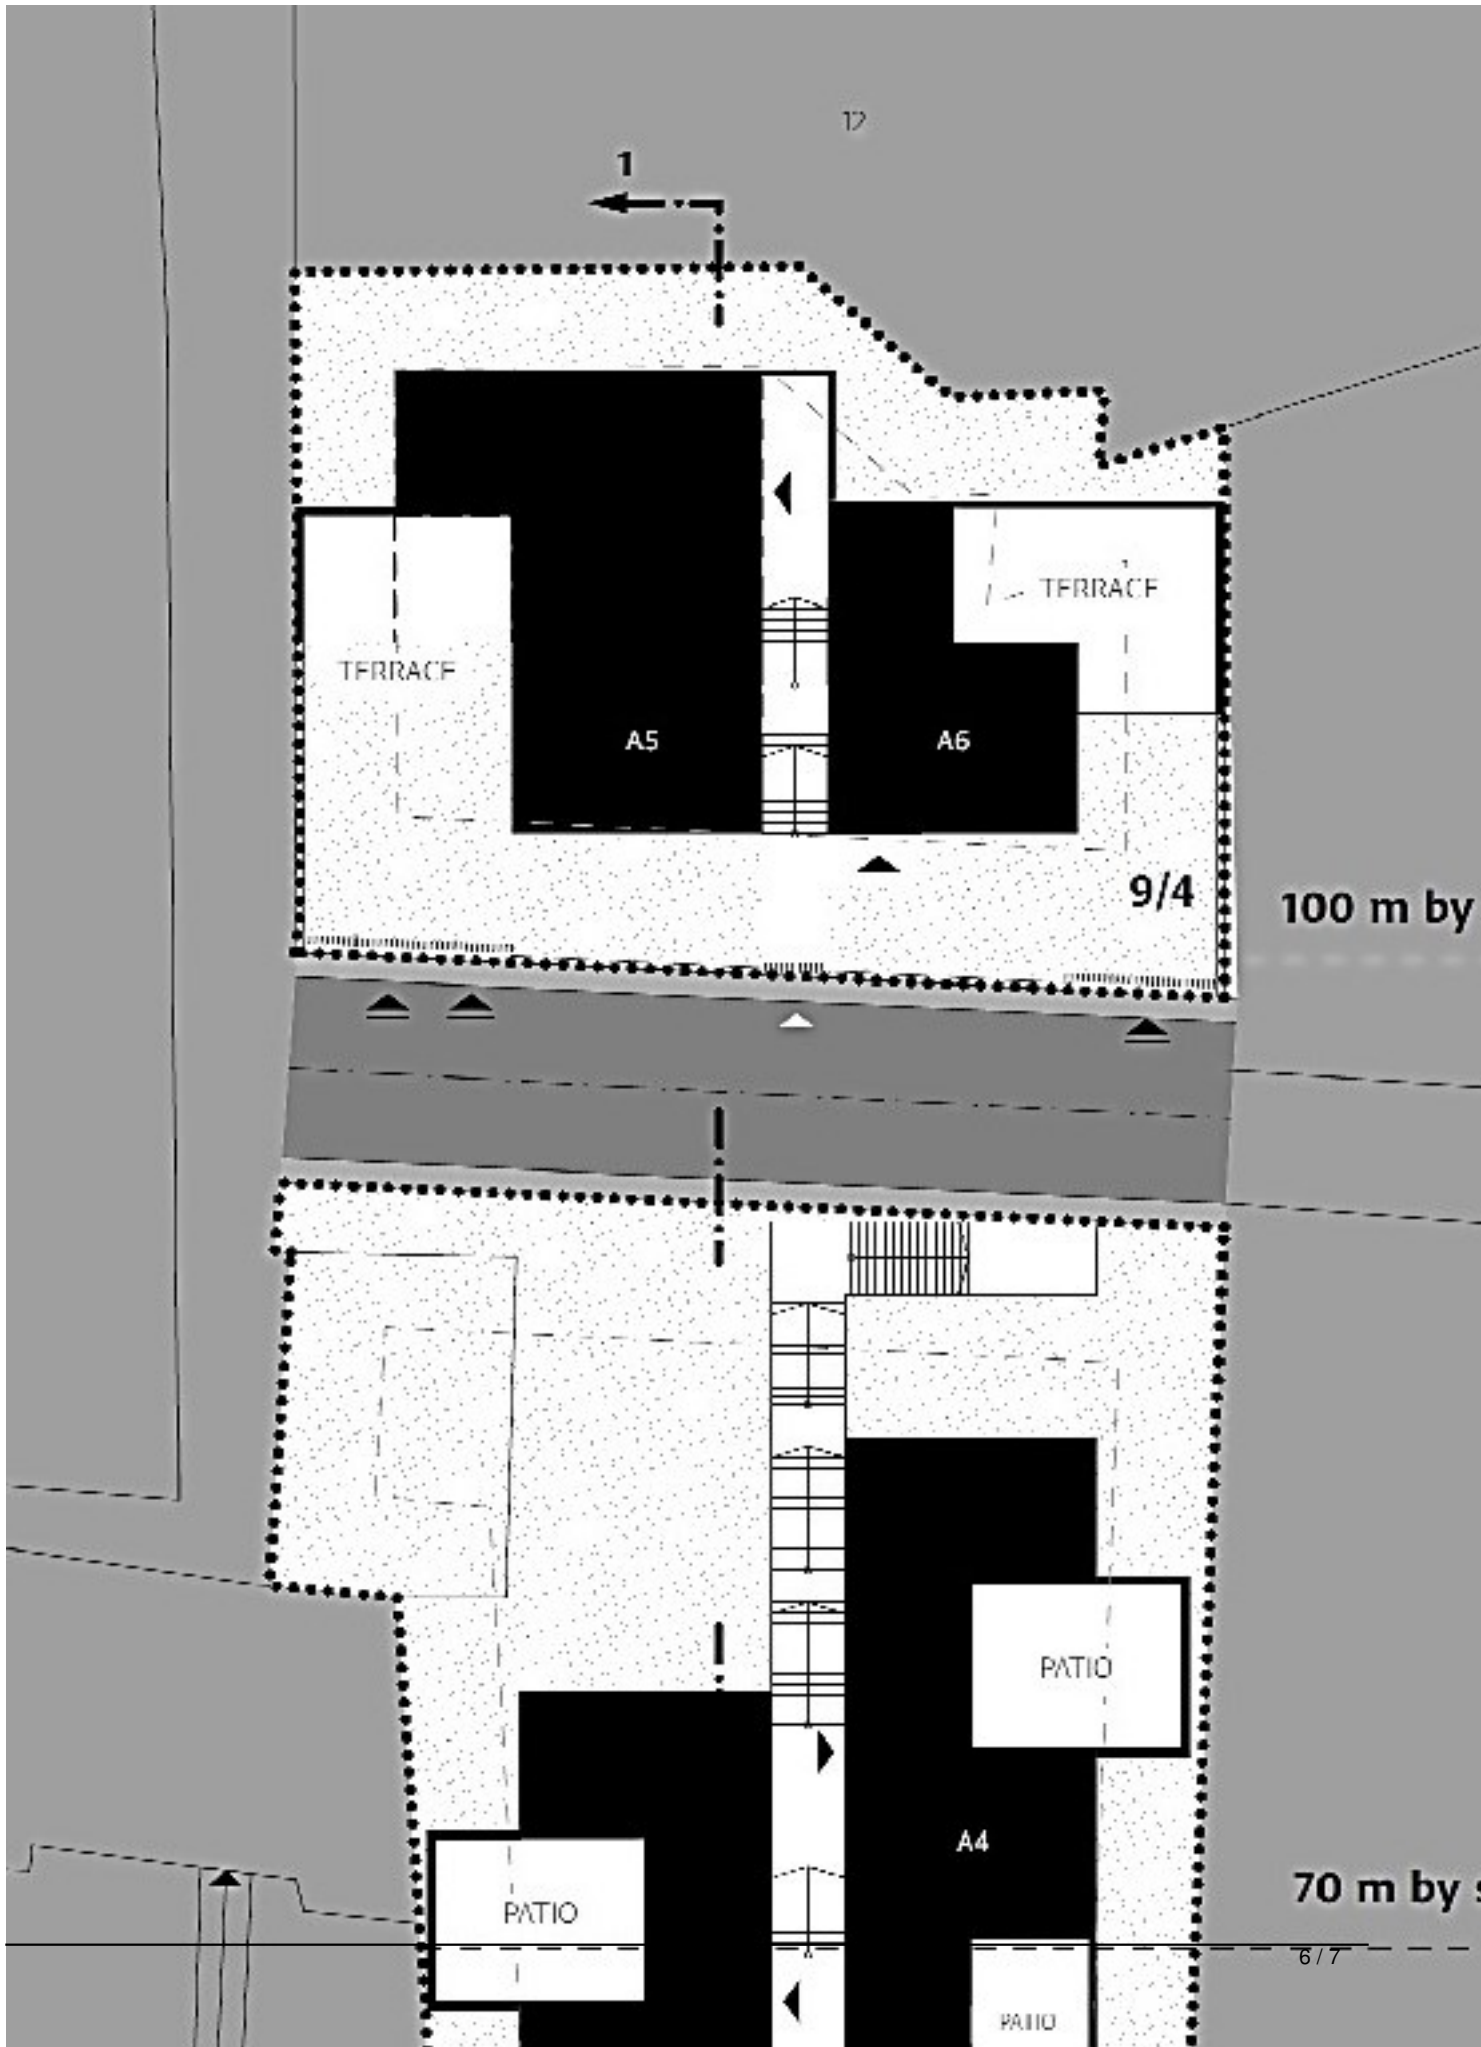 12
1
TERRACE
TERRACE
A5
A6
9/4
100 m by
PATIO
A4
70 m by s
PATIO
6 / 7
PATIO